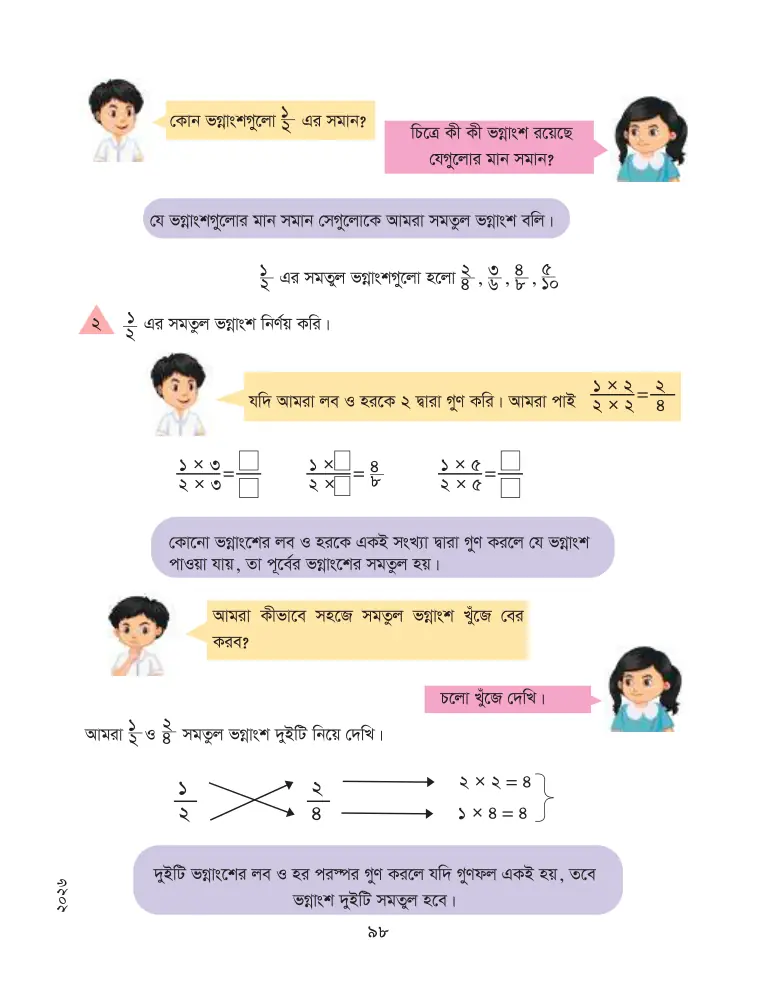 কোন ভগ্নাংশগুলো ১/২ এর সমান?
চিত্রে কী কী ভগ্নাংশ রয়েছে
যেগুলোর মান সমান?
যে ভগ্নাংশগুলোর মান সমান সেগুলোকে আমরা সমতুল ভগ্নাংশ বলি।
১/২ এর সমতুল ভগ্নাংশগুলো হলো ২/৪, ৩/৬, ৪/৮, ৫/১০
২ ১/২ এর সমতুল ভগ্নাংশ নির্ণয় করি।
যদি আমরা লব ও হরকে ২ দ্বারা গুণ করি। আমরা পাই ১ × ২/২ × ২ = ২/৪
১ × ৩/২ × ৩ = □/□ ১ × □/২ × □ = ৪/৮ ১ × ৫/২ × ৫ = □/□
কোনো ভগ্নাংশের লব ও হরকে একই সংখ্যা দ্বারা গুণ করলে যে ভগ্নাংশ
পাওয়া যায়, তা পূর্বের ভগ্নাংশের সমতুল হয়।
আমরা কীভাবে সহজে সমতুল ভগ্নাংশ খুঁজে বের
করব?
চলো খুঁজে দেখি।
আমরা ১/২ ও ২/৪ সমতুল ভগ্নাংশ দুইটি নিয়ে দেখি।
১/২ ২/৪ ২ × ২ = ৪
১ × ৪ = ৪
দুইটি ভগ্নাংশের লব ও হর পরস্পর গুণ করলে যদি গুণফল একই হয়, তবে
ভগ্নাংশ দুইটি সমতুল হবে।
২০২৬
৯৮